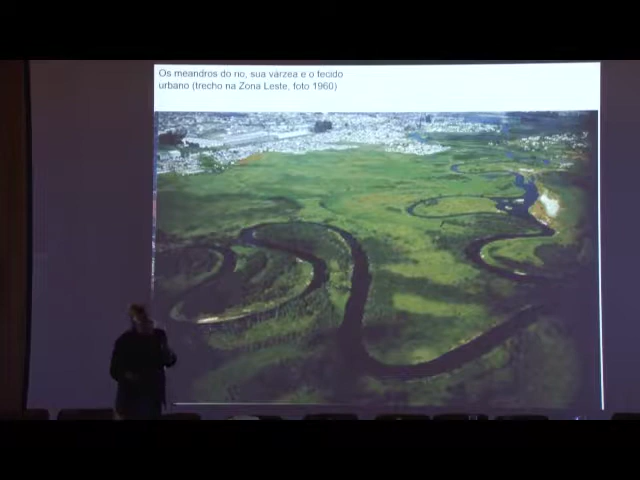 Os meandros do rio, sua várzea e o tecido
urbano (trecho na Zona Leste, foto 1960)